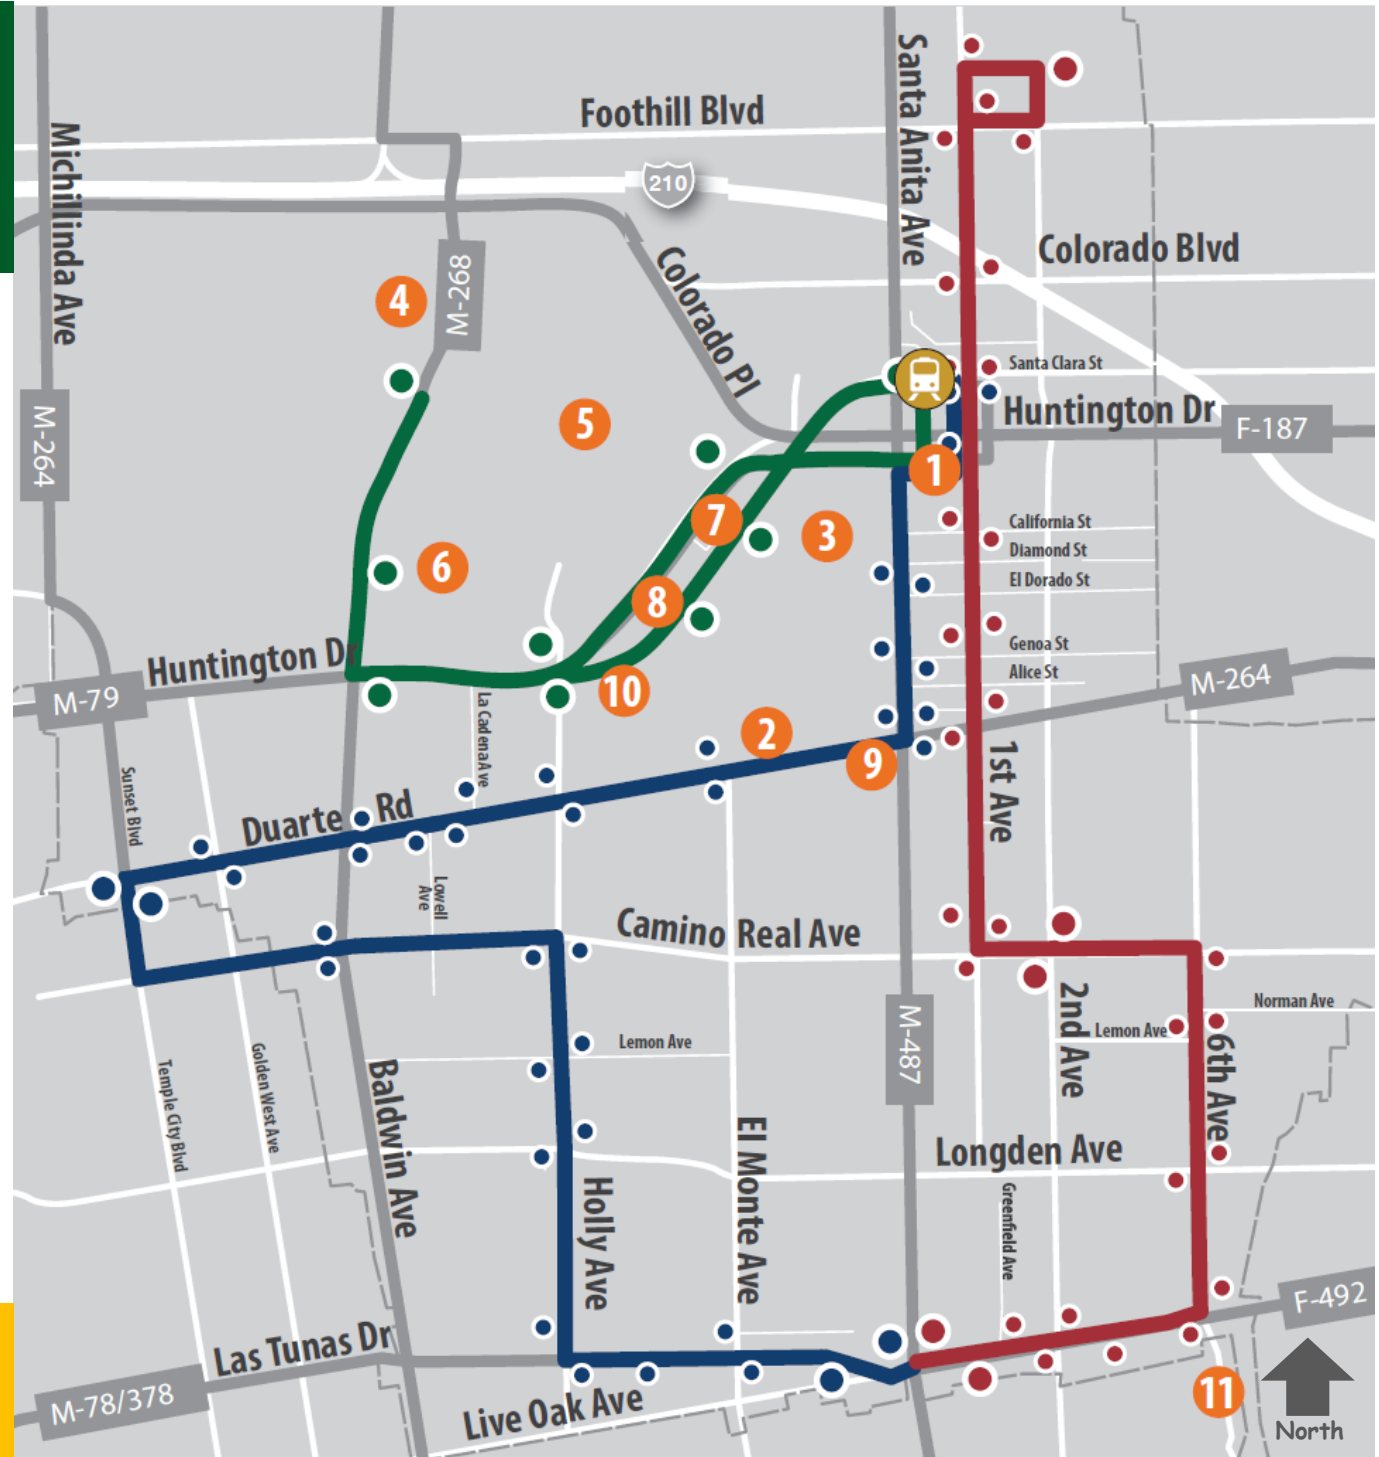 Foothill Blvd
Santa Anita Ave
Michillinda Ave
210
Colorado Blvd
M-268
4
Colorado Pl
Santa Clara St
Huntington Dr
F-187
M-264
5
1
7
3
California St
Diamond St
El Dorado St
6
8
Genoa St
Alice St
Huntington Dr
M-79
10
M-264
La Cadena Ave
2
9
1st Ave
Sunset Blvd
Duarte Rd
Lowell
Ave
Camino Real Ave
2nd Ave
Norman Ave
M-487
Lemon Ave
Lemon Ave
6th Ave
Temple City Blvd
Golden West Ave
Baldwin Ave
El Monte Ave
Longden Ave
Holly Ave
Greenfield Ave
F-492
Las Tunas Dr
M-78/378
Live Oak Ave
11
North